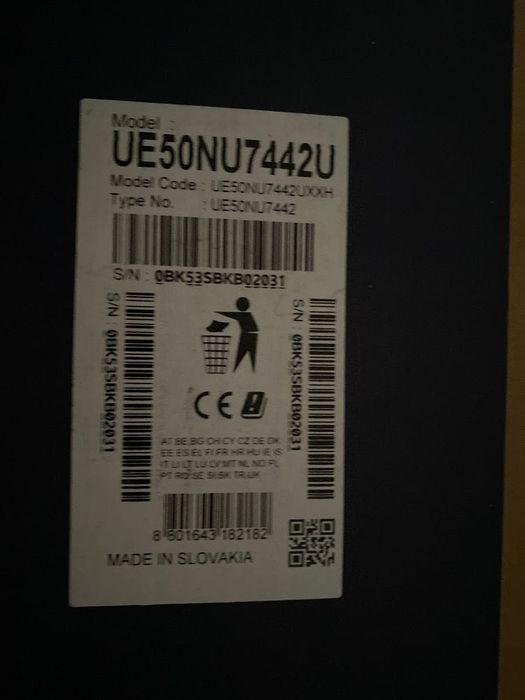 Model :
UE50NU7442U
Model Code : UE50NU7442UXXH
Type No. : UE50NU7442
S/N : 0BK53SBKB02031
S/N : 0BK53SBKB02031
S/N : 0BK53SBKB02031
CE
AT BE BG CH CY CZ DE DK
EE ES EL FI FR HR HU IE IS
IT LI LT LU LV MT NL NO PL
PT RO SE SI SK TR UK
8 801643 182182
MADE IN SLOVAKIA